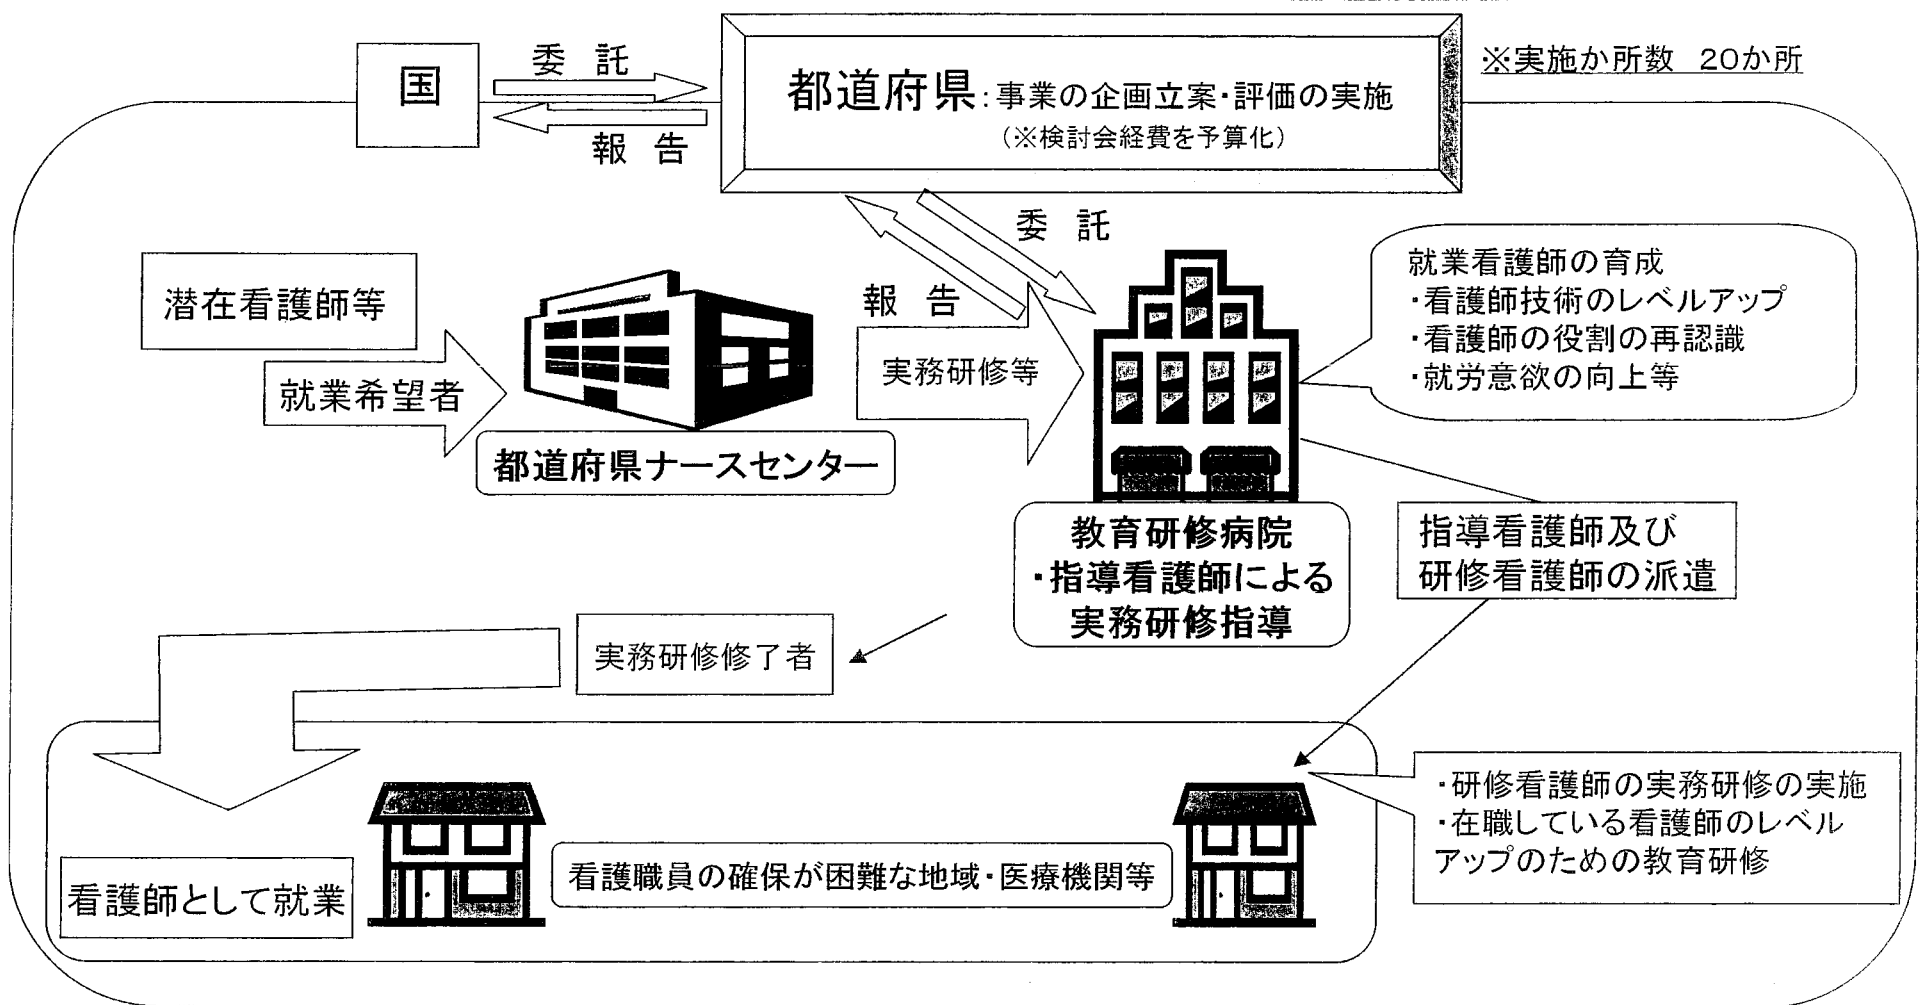 国
委 託
報 告
都道府県:事業の企画立案・評価の実施
(※検討会経費を予算化)
※実施か所数 20か所
委 託
報 告
潜在看護師等
就業希望者
都道府県ナースセンター
実務研修等
就業看護師の育成
・看護師技術のレベルアップ
・看護師の役割の再認識
・就労意欲の向上等
教育研修病院
・指導看護師による
実務研修指導
指導看護師及び
研修看護師の派遣
実務研修修了者
看護師として就業
看護職員の確保が困難な地域・医療機関等
・研修看護師の実務研修の実施
・在職している看護師のレベル
アップのための教育研修